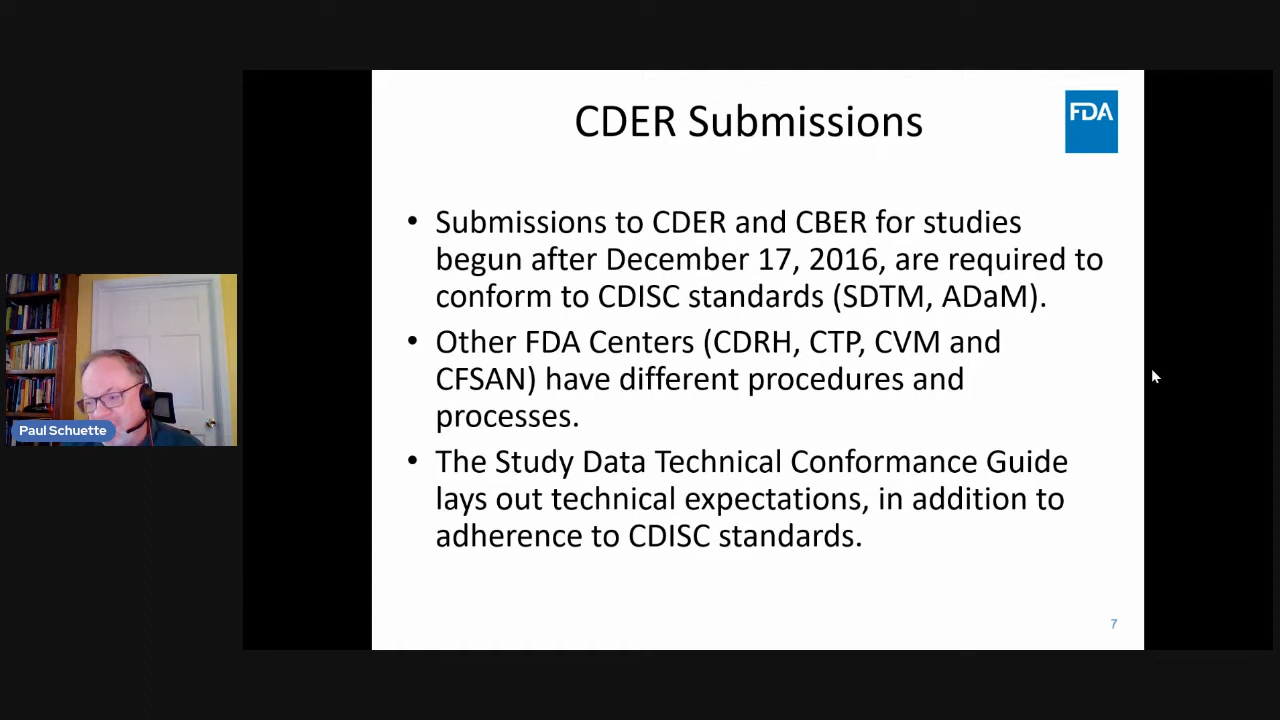 CDER Submissions
FDA
• Submissions to CDER and CBER for studies
begun after December 17, 2016, are required to
conform to CDISC standards (SDTM, ADaM).
• Other FDA Centers (CDRH, CTP, CVM and
CFSAN) have different procedures and
processes.
• The Study Data Technical Conformance Guide
lays out technical expectations, in addition to
adherence to CDISC standards.
7
Paul Schuette